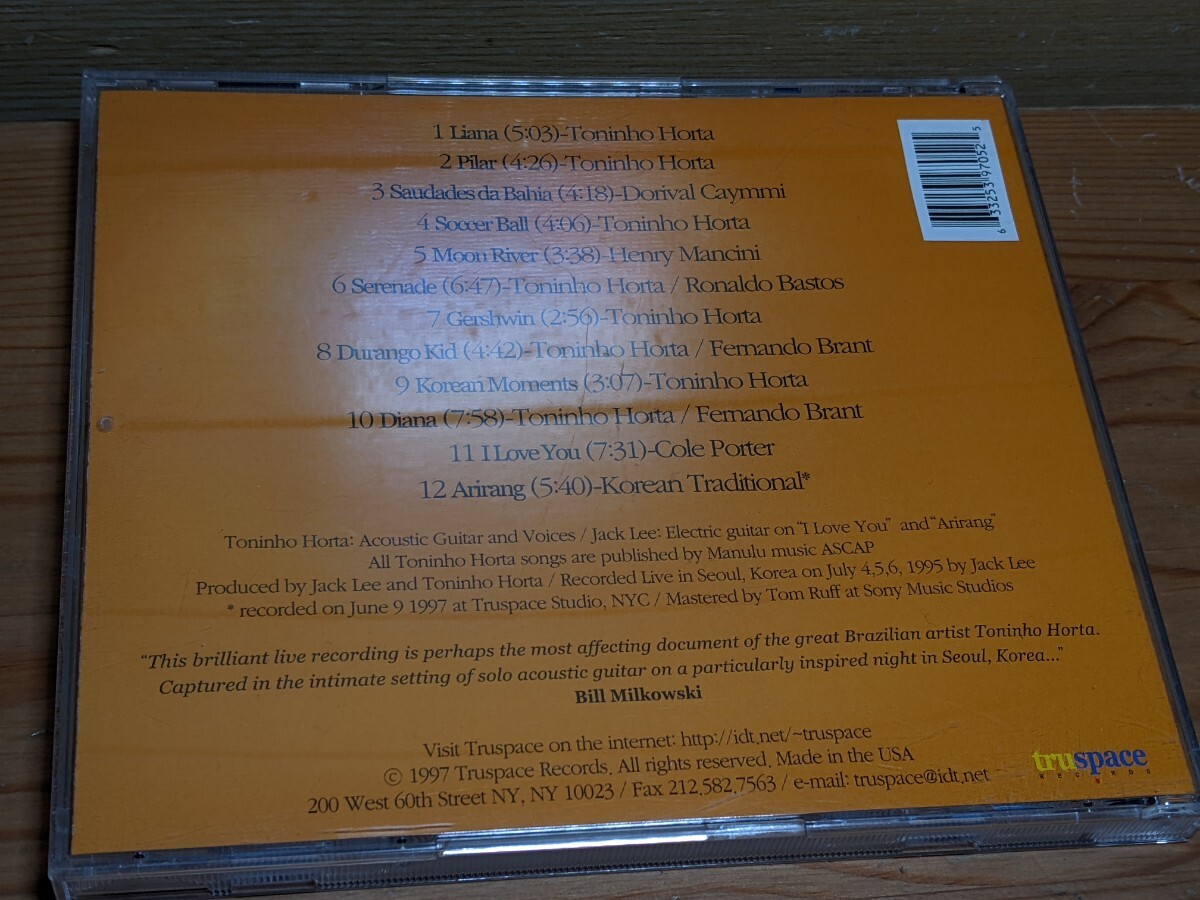 1 Liana (5:03)-Toninho Horta
2 Pilar (4:26)-Toninho Horta
3 Saudades da Bahia (4:18)-Dorival Caymmi
4 Soccer Ball (4:06)-Toninho Horta
5 Moon River (3:38)-Henry Mancini
6 Serenade (6:47)-Toninho Horta / Ronaldo Bastos
7 Gershwin (2:56)-Toninho Horta
8 Durango Kid (4:42)-Toninho Horta / Fernando Brant
9 Korean Moments (3:07)-Toninho Horta
10 Diana (7:58)-Toninho Horta / Fernando Brant
11 I Love You (7:31)-Cole Porter
12 Arirang (5:40)-Korean Traditional*
6 33253 97052 5
Toninho Horta: Acoustic Guitar and Voices / Jack Lee: Electric guitar on "I Love You" and "Arirang"
All Toninho Horta songs are published by Manulu music ASCAP
Produced by Jack Lee and Toninho Horta / Recorded Live in Seoul, Korea on July 4,5,6, 1995 by Jack Lee
* recorded on June 9 1997 at Truspace Studio, NYC / Mastered by Tom Ruff at Sony Music Studios
"This brilliant live recording is perhaps the most affecting document of the great Brazilian artist Toninho Horta.
Captured in the intimate setting of solo acoustic guitar on a particularly inspired night in Seoul, Korea..."
Bill Milkowski
Visit Truspace on the internet: http://idt.net/~truspace
© 1997 Truspace Records. All rights reserved. Made in the USA
200 West 60th Street NY, NY 10023 / Fax 212.582.7563 / e-mail: truspace@idt.net
truspace
RECORDS